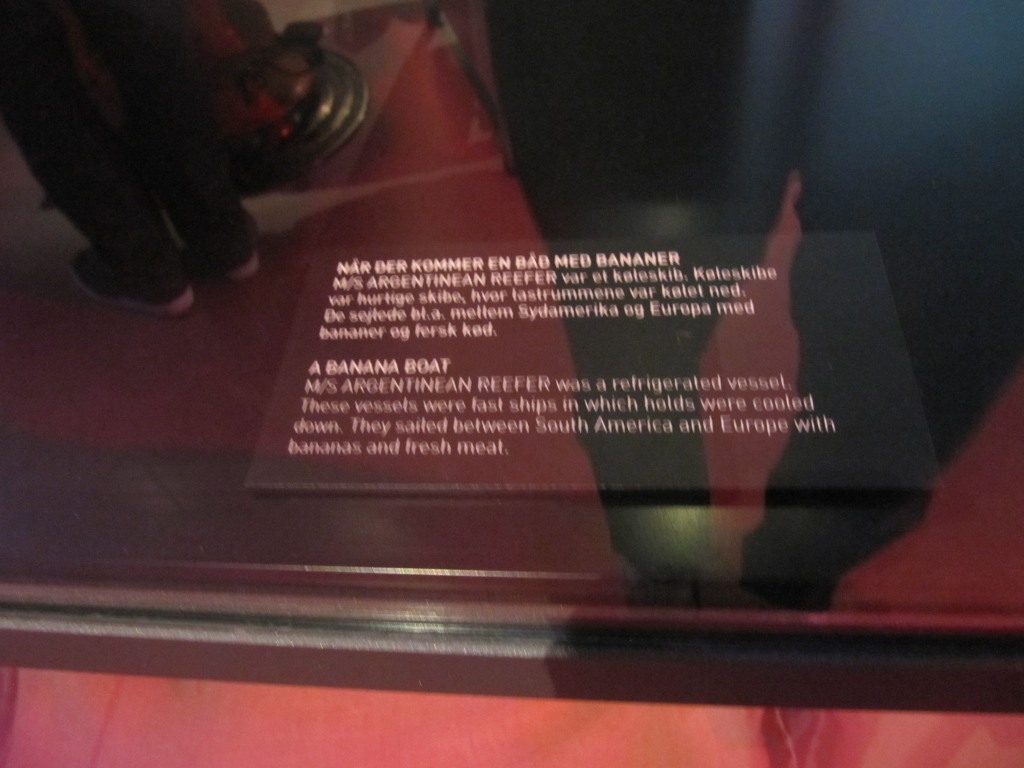 NÅR DER KOMMER EN BÅD MED BANANER
M/S ARGENTINEAN REEFER var et køleskib. Køleskibe
var hurtige skibe, hvor lastrummene var kølet ned.
De sejlede bl.a. mellem Sydamerika og Europa med
bananer og fersk kød.
A BANANA BOAT
M/S ARGENTINEAN REEFER was a refrigerated vessel.
These vessels were fast ships in which holds were cooled
down. They sailed between South America and Europe with
bananas and fresh meat.